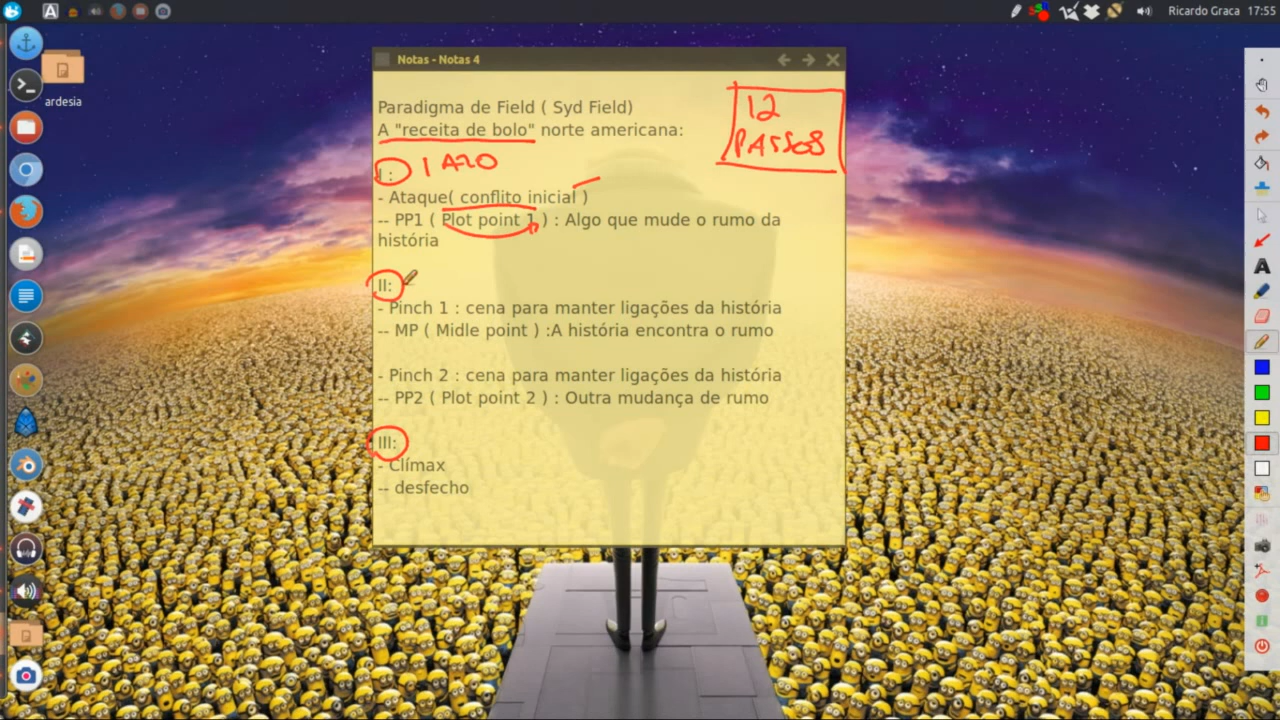 Ricardo Graca 17:55
ardesia
Notas - Notas 4
Paradigma de Field ( Syd Field)
A "receita de bolo" norte americana:
12
PASSOS
I :
1 ATO
- Ataque( conflito inicial )
-- PP1 ( Plot point 1 ) : Algo que mude o rumo da
história
II:
- Pinch 1 : cena para manter ligações da história
-- MP ( Midle point ) :A história encontra o rumo
- Pinch 2 : cena para manter ligações da história
-- PP2 ( Plot point 2 ) : Outra mudança de rumo
III:
- Clímax
-- desfecho